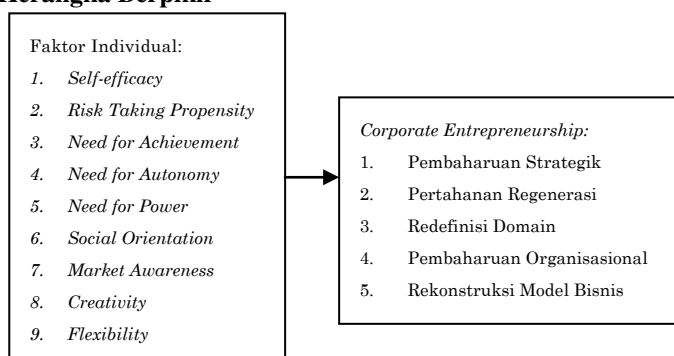 Kerangka Berpikir
Faktor Individual:
1. Self-efficacy
2. Risk Taking Propensity
3. Need for Achievement
4. Need for Autonomy
5. Need for Power
6. Social Orientation
7. Market Awareness
8. Creativity
9. Flexibility
Corporate Entrepreneurship:
1. Pembaharuan Strategik
2. Pertahanan Regenerasi
3. Redefinisi Domain
4. Pembaharuan Organisasional
5. Rekonstruksi Model Bisnis